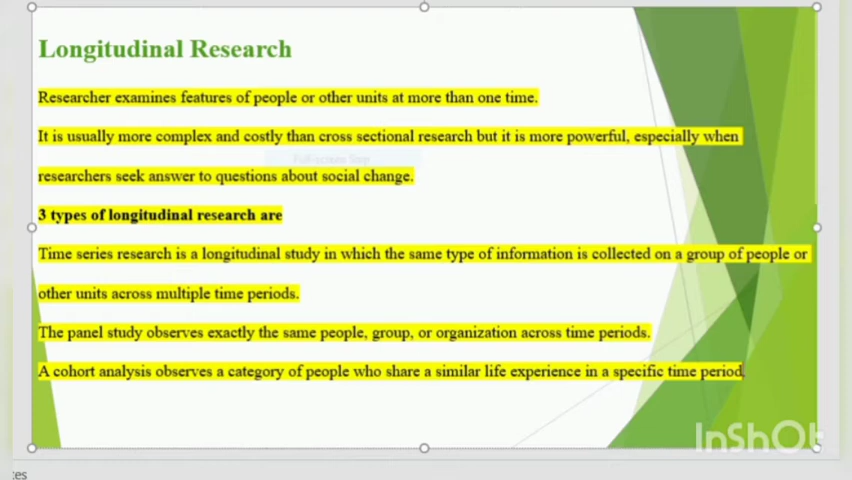 Longitudinal Research
Researcher examines features of people or other units at more than one time.
It is usually more complex and costly than cross sectional research but it is more powerful, especially when
researchers seek answer to questions about social change.
3 types of longitudinal research are
Time series research is a longitudinal study in which the same type of information is collected on a group of people or
other units across multiple time periods.
The panel study observes exactly the same people, group, or organization across time periods.
A cohort analysis observes a category of people who share a similar life experience in a specific time period.
InShOt